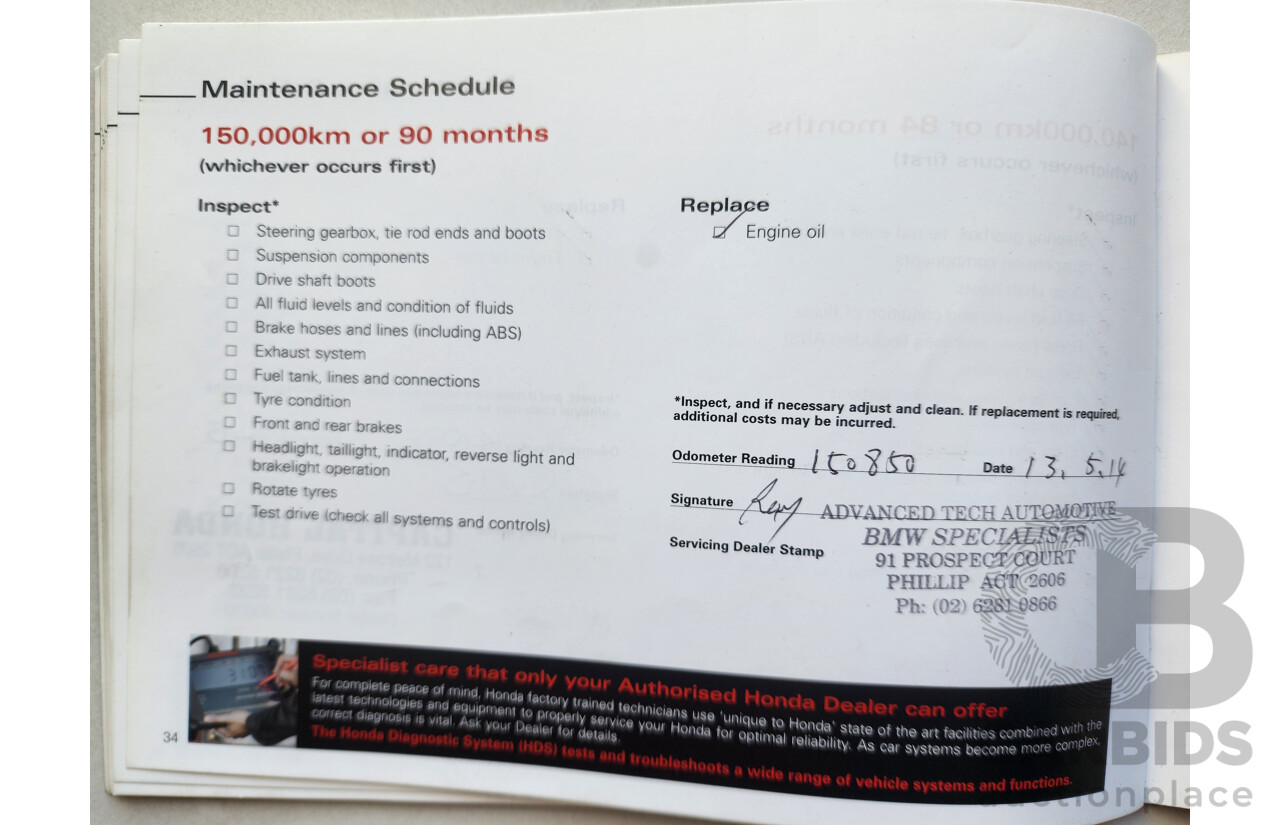 Maintenance Schedule
150,000km or 90 months
(whichever occurs first)
Inspect*
Steering gearbox, tie rod ends and boots
Suspension components
Drive shaft boots
All fluid levels and condition of fluids
Brake hoses and lines (including ABS)
Exhaust system
Fuel tank, lines and connections
Tyre condition
Front and rear brakes
Headlight, taillight, indicator, reverse light and
brakelight operation
Rotate tyres
Test drive (check all systems and controls)
Replace
Engine oil
*Inspect, and if necessary adjust and clean. If replacement is required,
additional costs may be incurred.
Odometer Reading 150850 Date 13. 5.14
Signature
Servicing Dealer Stamp
ADVANCED TECH AUTOMOTIVE
BMW SPECIALISTS
91 PROSPECT COURT
PHILLIP ACT 2606
Ph: (02) 6281 0866
Specialist care that only your Authorised Honda Dealer can offer
For complete peace of mind, Honda factory trained technicians use 'unique to Honda' state of the art facilities combined with the
latest technologies and equipment to properly service your Honda for optimal reliability. As car systems become more complex,
correct diagnosis is vital. Ask your Dealer for details.
The Honda Diagnostic System (HDS) tests and troubleshoots a wide range of vehicle systems and functions.
34
B
BIDS
auctionplace